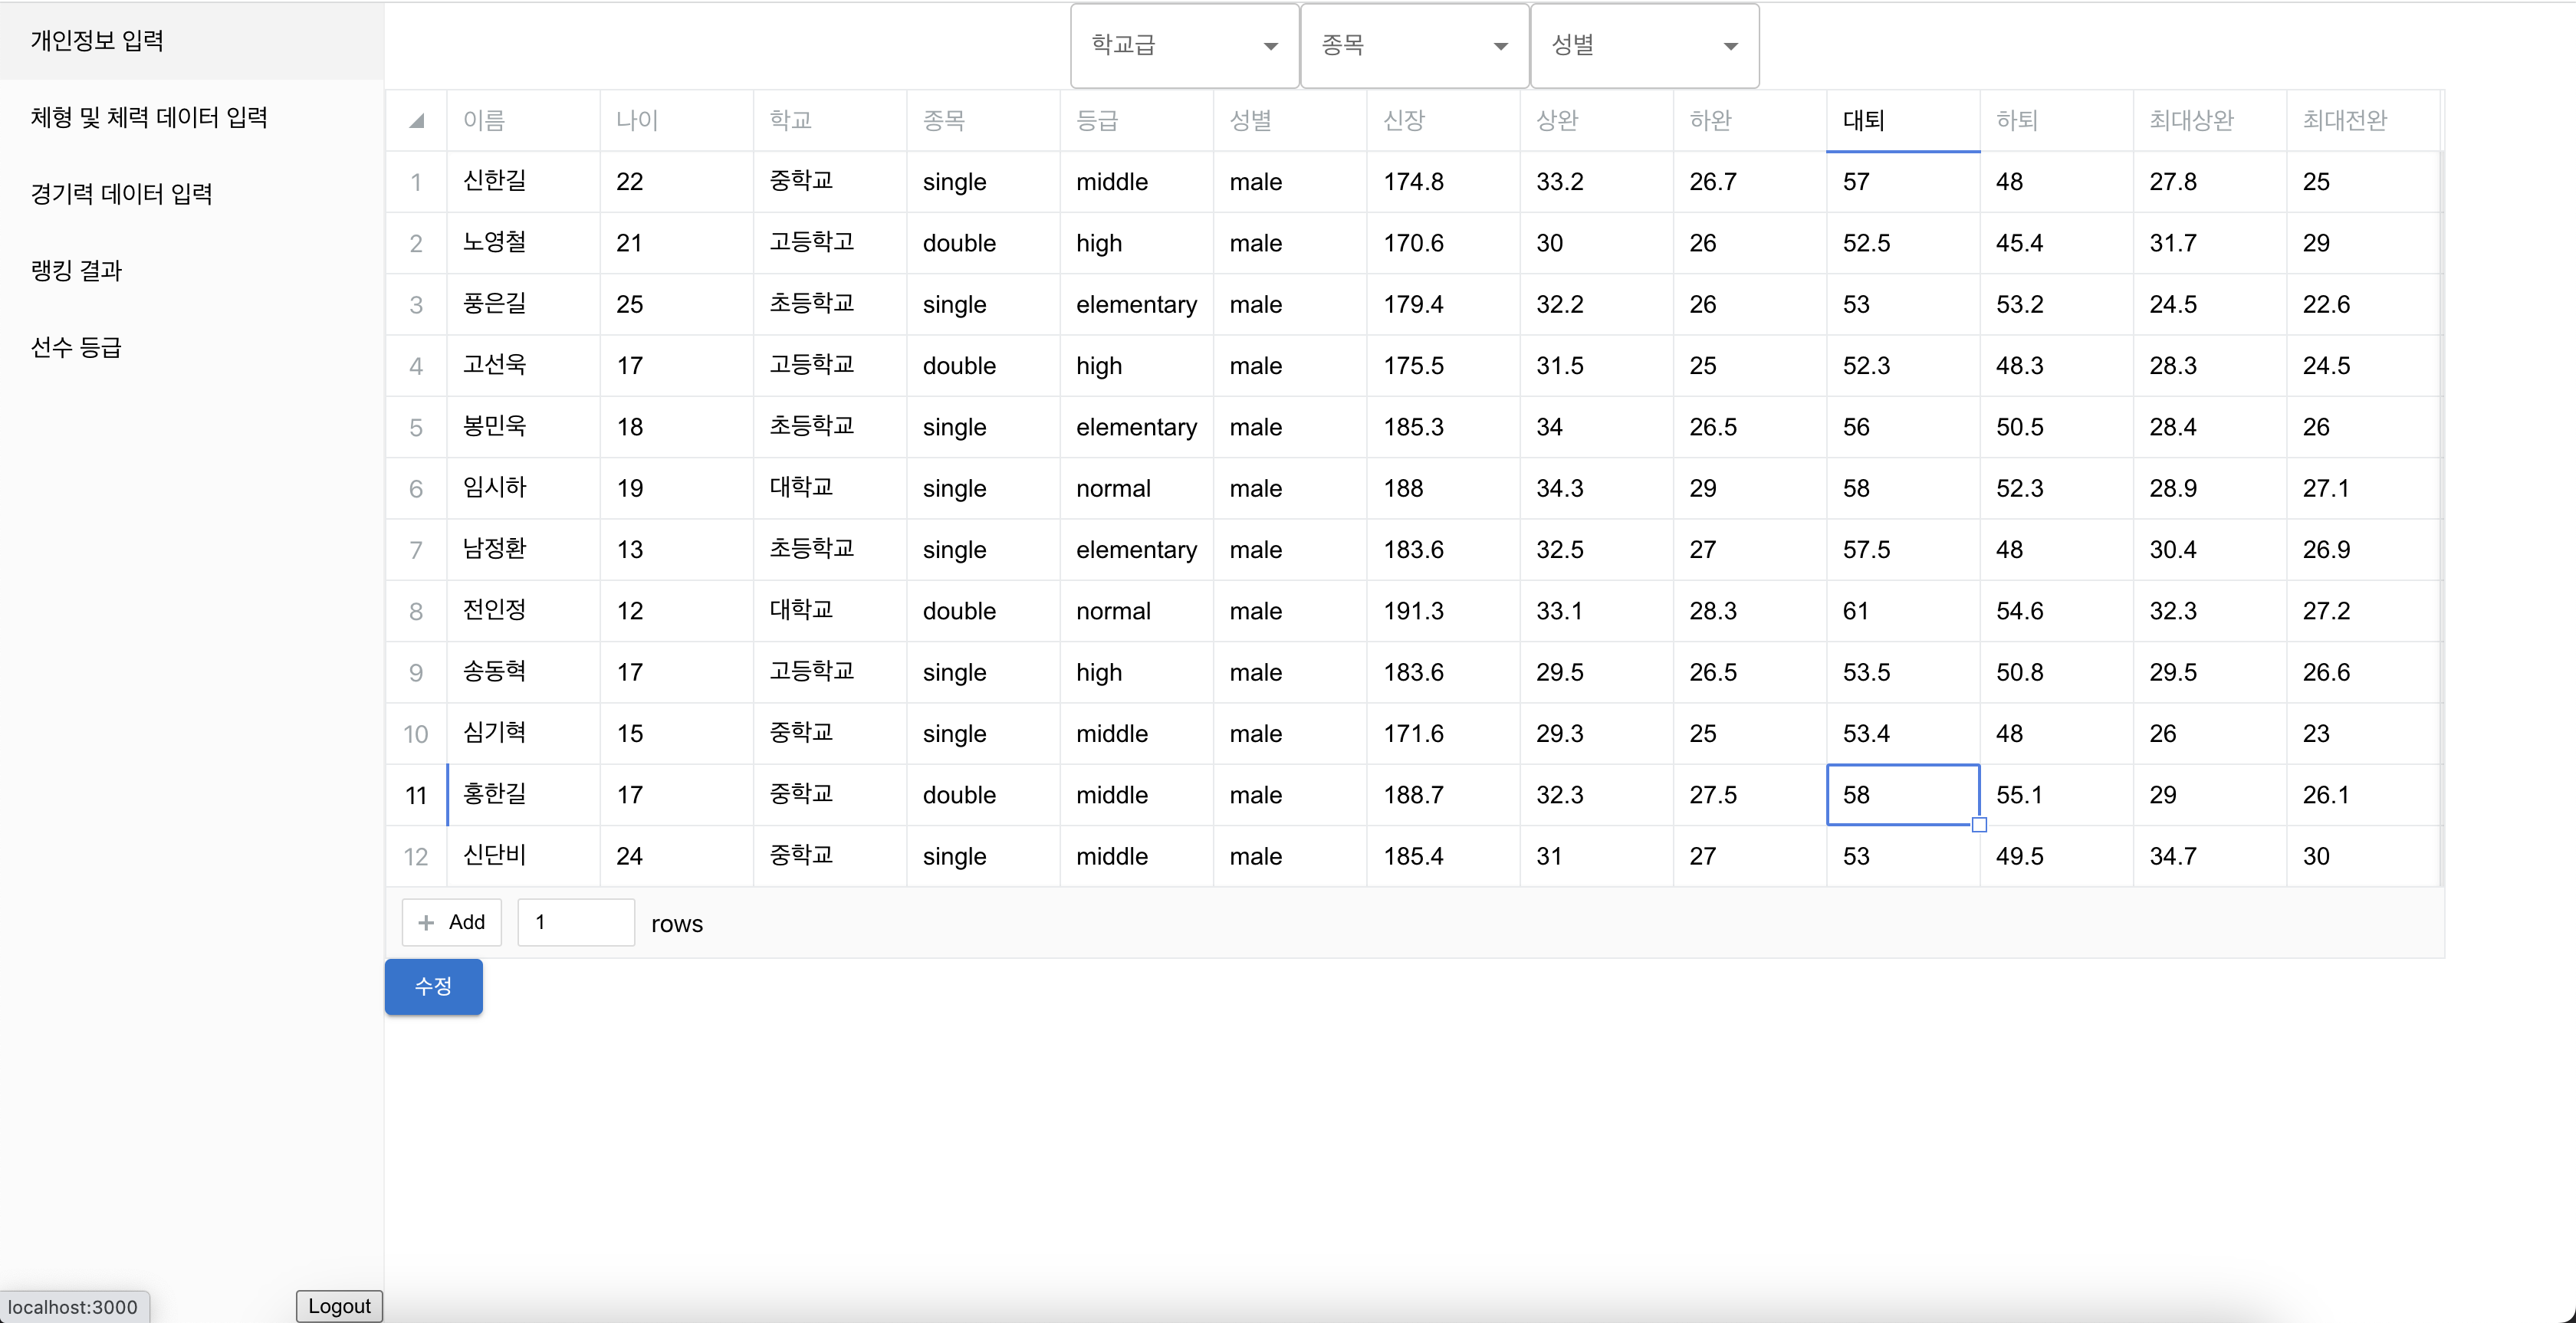 개인정보 입력
체형 및 체력 데이터 입력
경기력 데이터 입력
랭킹 결과
선수 등급
학교급 종목 성별
이름 나이 학교 종목 등급 성별 신장 상완 하완 대퇴 하퇴 최대상완 최대전완
1 신한길 22 중학교 single middle male 174.8 33.2 26.7 57 48 27.8 25
2 노영철 21 고등학고 double high male 170.6 30 26 52.5 45.4 31.7 29
3 풍은길 25 초등학교 single elementary male 179.4 32.2 26 53 53.2 24.5 22.6
4 고선욱 17 고등학교 double high male 175.5 31.5 25 52.3 48.3 28.3 24.5
5 봉민욱 18 초등학교 single elementary male 185.3 34 26.5 56 50.5 28.4 26
6 임시하 19 대학교 single normal male 188 34.3 29 58 52.3 28.9 27.1
7 남정환 13 초등학교 single elementary male 183.6 32.5 27 57.5 48 30.4 26.9
8 전인정 12 대학교 double normal male 191.3 33.1 28.3 61 54.6 32.3 27.2
9 송동혁 17 고등학교 single high male 183.6 29.5 26.5 53.5 50.8 29.5 26.6
10 심기혁 15 중학교 single middle male 171.6 29.3 25 53.4 48 26 23
11 홍한길 17 중학교 double middle male 188.7 32.3 27.5 58 55.1 29 26.1
12 신단비 24 중학교 single middle male 185.4 31 27 53 49.5 34.7 30
+ Add 1 rows
수정
localhost:3000
Logout